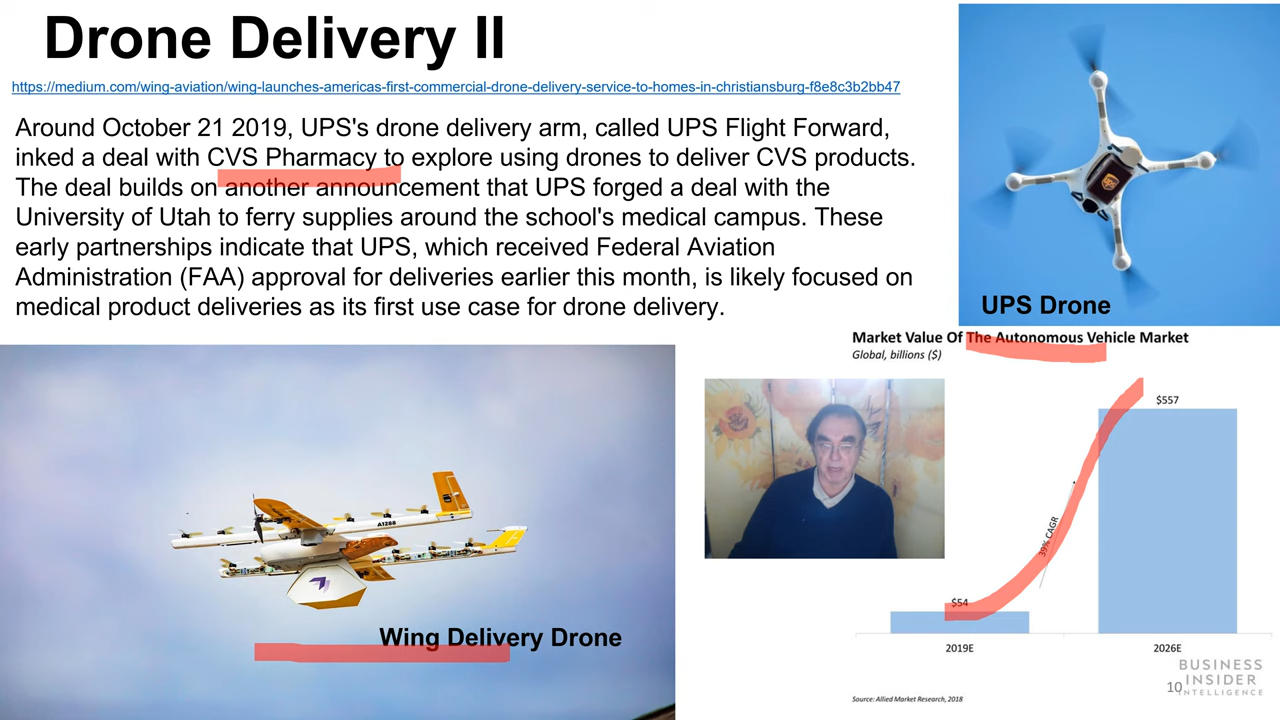 Drone Delivery II
https://medium.com/wing-aviation/wing-launches-americas-first-commercial-drone-delivery-service-to-homes-in-christiansburg-f8e8c3b2bb47
Around October 21 2019, UPS's drone delivery arm, called UPS Flight Forward,
inked a deal with CVS Pharmacy to explore using drones to deliver CVS products.
The deal builds on another announcement that UPS forged a deal with the
University of Utah to ferry supplies around the school's medical campus. These
early partnerships indicate that UPS, which received Federal Aviation
Administration (FAA) approval for deliveries earlier this month, is likely focused on
medical product deliveries as its first use case for drone delivery.
UPS Drone
Market Value Of The Autonomous Vehicle Market
Global, billions ($)
$557
39% CAGR
$54
2019E
2026E
A1288
Wing Delivery Drone
BUSINESS
INSIDER
INTELLIGENCE
10
Source: Allied Market Research, 2018